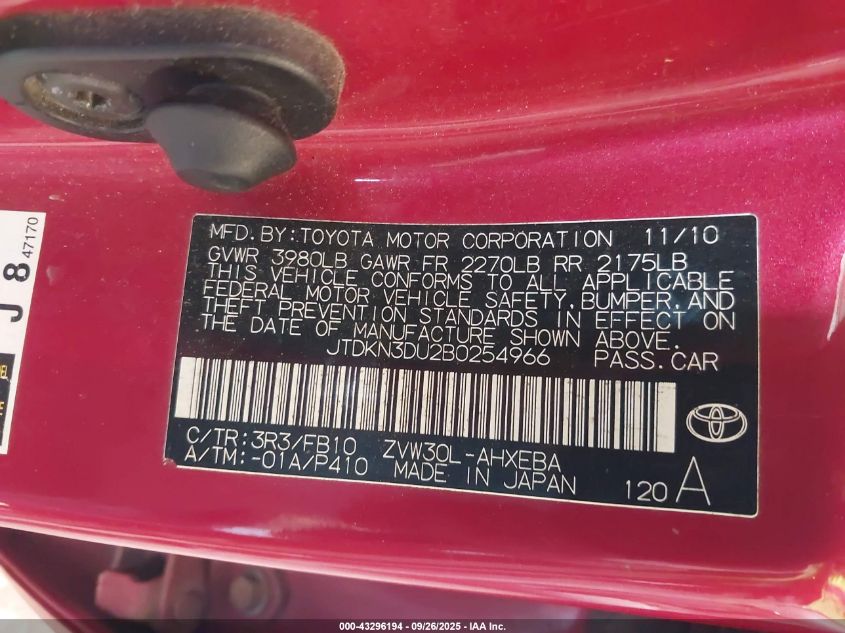 MFD. BY: TOYOTA MOTOR CORPORATION 11/10
GVWR 3980LB GAWR FR 2270LB RR 2175LB
THIS VEHICLE CONFORMS TO ALL APPLICABLE
FEDERAL MOTOR VEHICLE SAFETY, BUMPER, AND
THEFT PREVENTION STANDARDS IN EFFECT ON
THE DATE OF MANUFACTURE SHOWN ABOVE.
JTDKN3DU2B0254966 PASS. CAR
C/TR:3R3/FB10 ZVW30L-AHXEBA
A/TM:-01A/P410 MADE IN JAPAN
120 A
J 8 47170
000-43296194 - 09/26/2025 - IAA Inc.